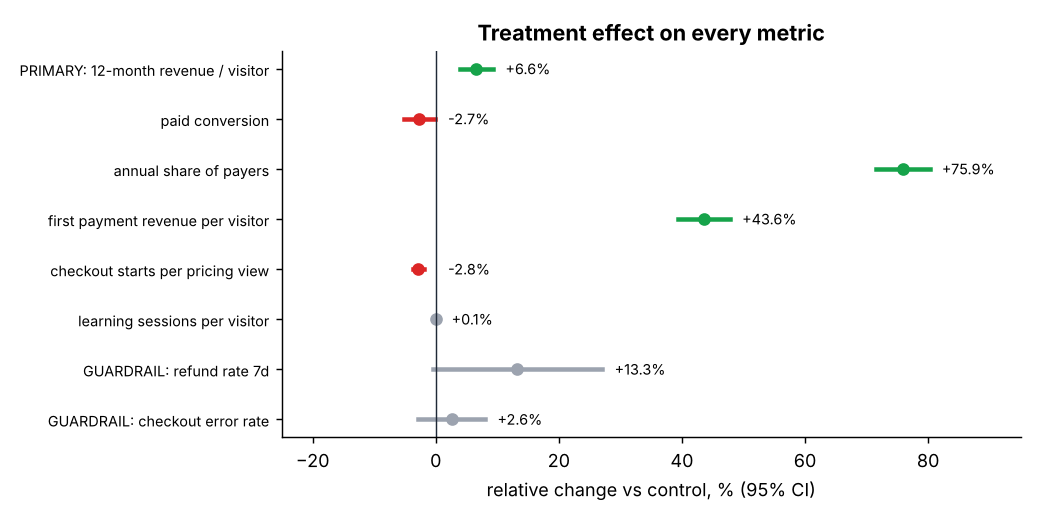 Treatment effect on every metric
PRIMARY: 12-month revenue / visitor
+6.6%
paid conversion
-2.7%
annual share of payers
+75.9%
first payment revenue per visitor
+43.6%
checkout starts per pricing view
-2.8%
learning sessions per visitor
+0.1%
GUARDRAIL: refund rate 7d
+13.3%
GUARDRAIL: checkout error rate
+2.6%
−20 0 20 40 60 80
relative change vs control, % (95% CI)